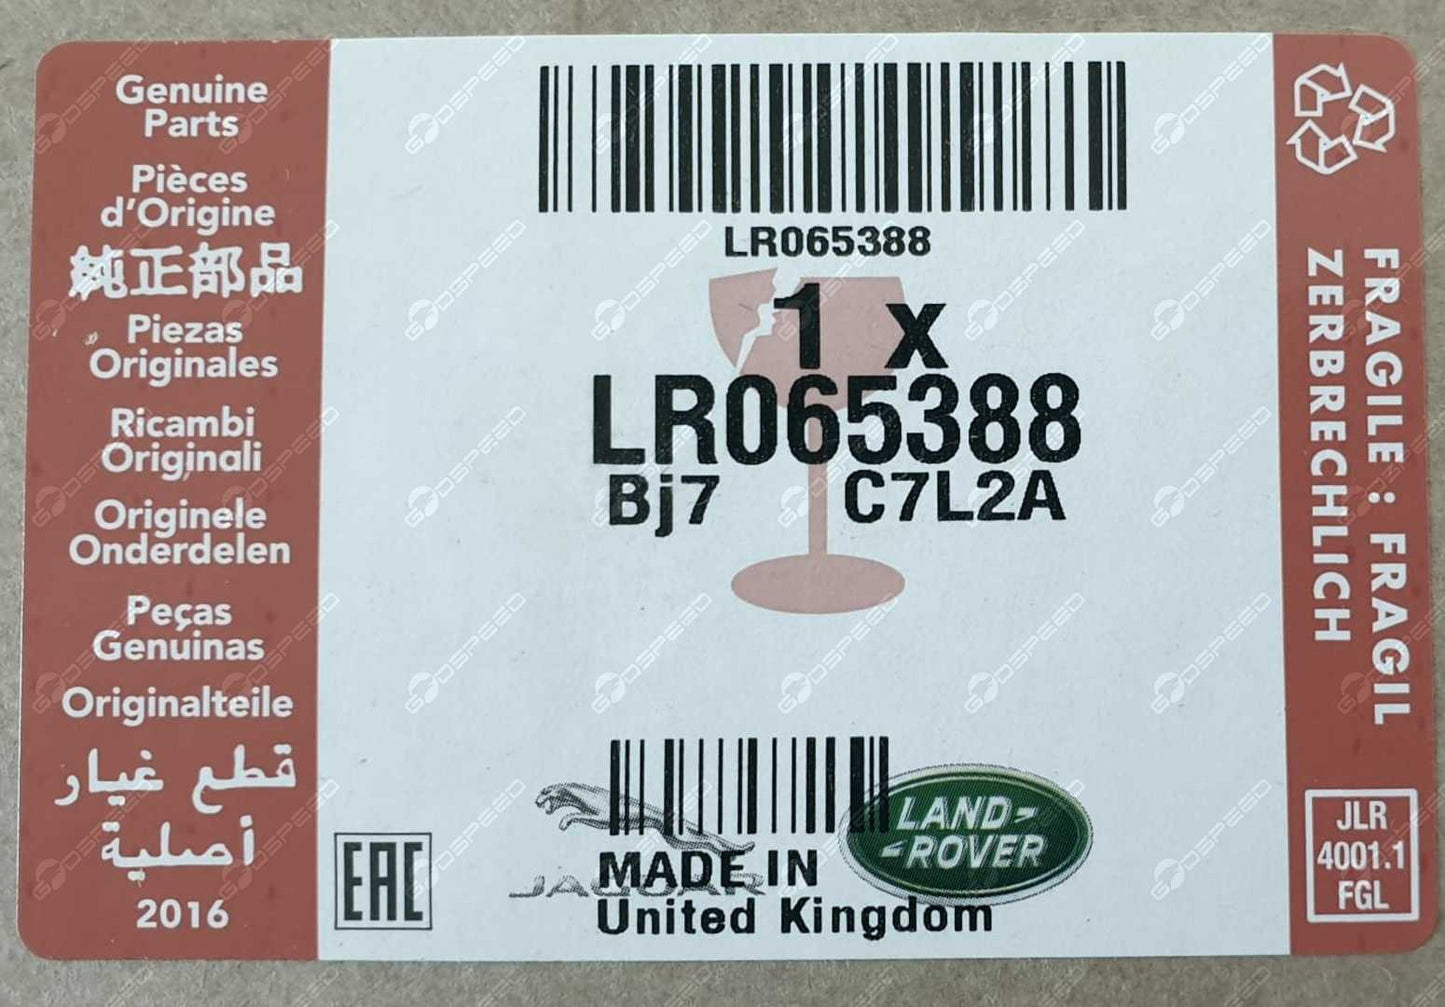 Genuine
Parts
Pièces
d'Origine
純正部品
Piezas
Originales
Ricambi
Originali
Originele
Onderdelen
Peças
Genuinas
Originalteile
قطع غيار
أصلية
2016
LR065388
1 x
LR065388
Bj7 C7L2A
EAC
JAGUAR
LAND-
-ROVER
MADE IN
United Kingdom
FRAGILE : FRAGIL
ZERBRECHLICH
JLR
4001.1
FGL
GODSPEED